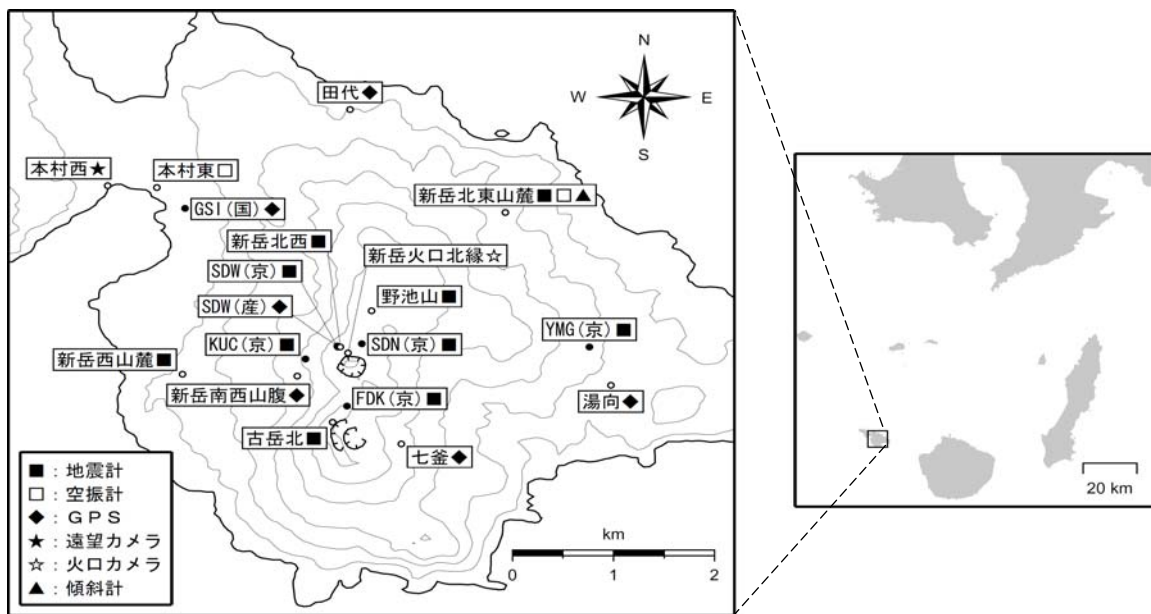 N
W
E
S
田代◆
本村西★
本村東□
新岳北東山麓■□▲
GSI(国)◆
新岳北西■
新岳火口北縁☆
SDW(京)■
野池山■
SDW(産)◆
YMG(京)■
KUC(京)■
SDN(京)■
新岳西山麓■
新岳南西山腹◆
FDK(京)■
湯向◆
古岳北■
七釜◆
■：地震計
□：空振計
◆：ＧＰＳ
★：遠望カメラ
☆：火口カメラ
▲：傾斜計
km
0 1 2
20 km